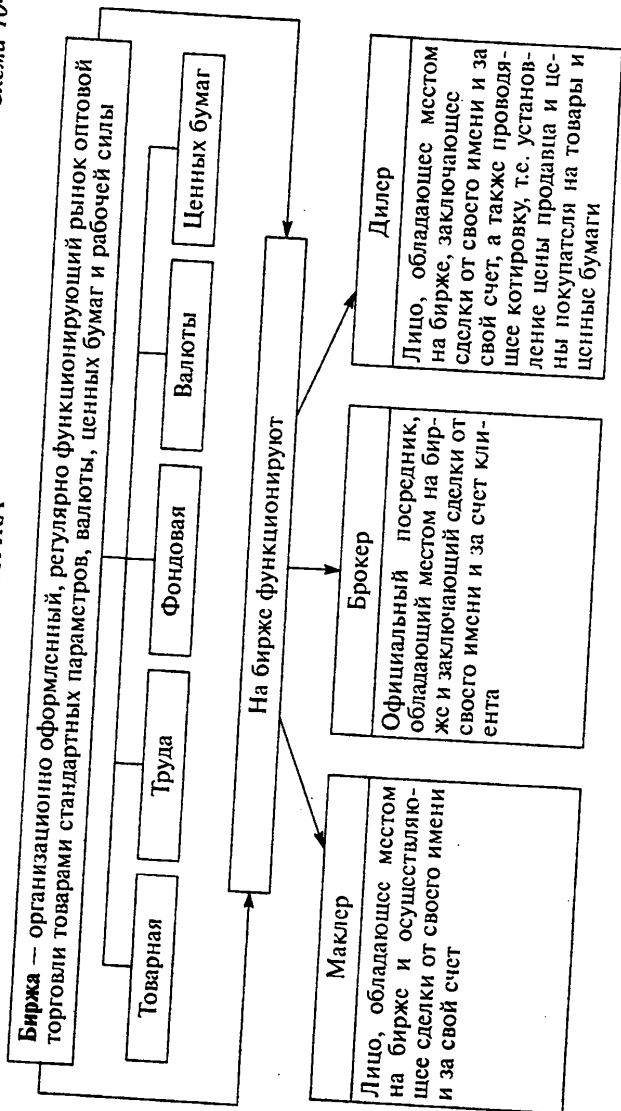 Биржа — организационно оформленный, регулярно функционирующий рынок оптовой
торговли товарами стандартных параметров, валюты, ценных бумаг и рабочей силы
Товарная
Труда
Фондовая
Валюты
Ценных бумаг
На бирже функционируют
Маклер
Лицо, обладающее местом
на бирже и осуществляю-
щее сделки от своего имени
и за свой счет
Брокер
Официальный посредник,
обладающий местом на бир-
же и заключающий сделки от
своего имени и за счет кли-
ента
Дилер
Лицо, обладающее местом
на бирже, заключающее
сделки от своего имени и за
свой счет, а также проводя-
щее котировку, т.е. установ-
ление цены продавца и це-
ны покупателя на товары и
ценные бумаги